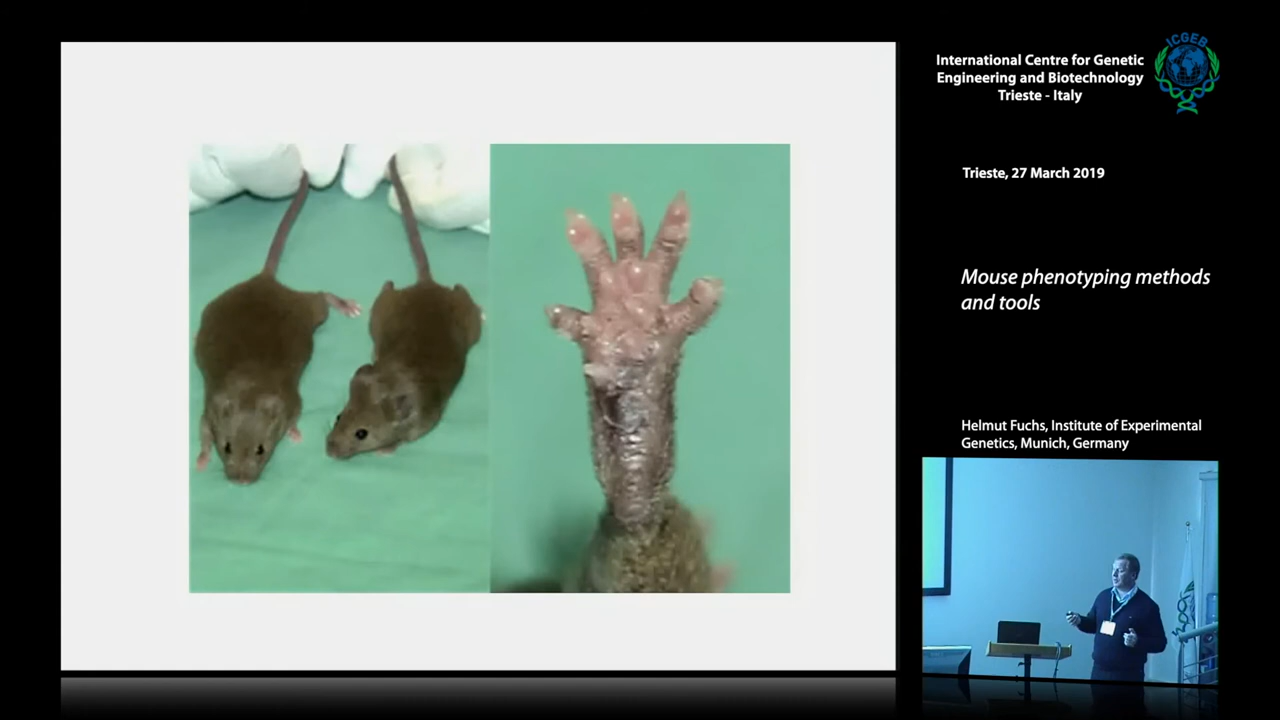 International Centre for Genetic
Engineering and Biotechnology
Trieste - Italy
ICGEB
Trieste, 27 March 2019
Mouse phenotyping methods
and tools
Helmut Fuchs, Institute of Experimental
Genetics, Munich, Germany